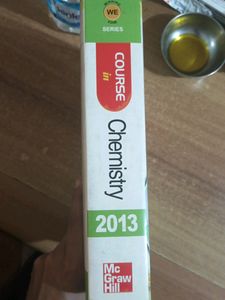 WE
SERIES
COURSE
in
Chemistry
2013
Mc
Graw
Hill